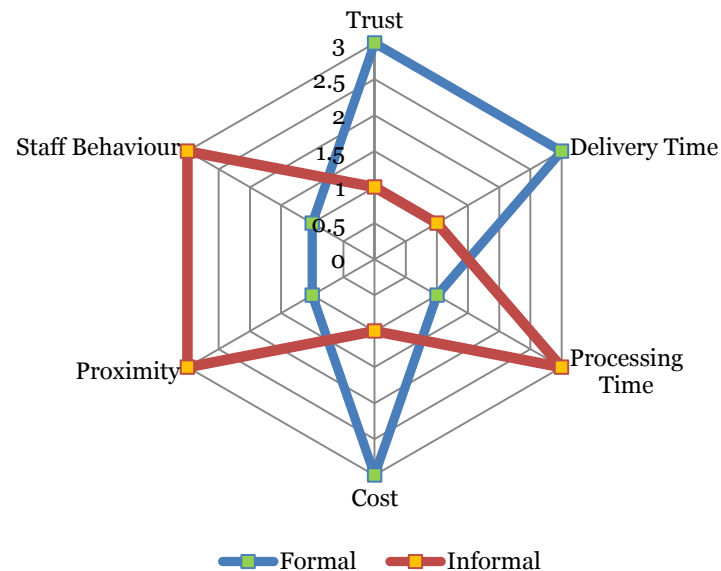 Trust
3
2.5
2
1.5
1
0.5
0
Staff Behaviour
Delivery Time
Proximity
Processing
Time
Cost
Formal
Informal